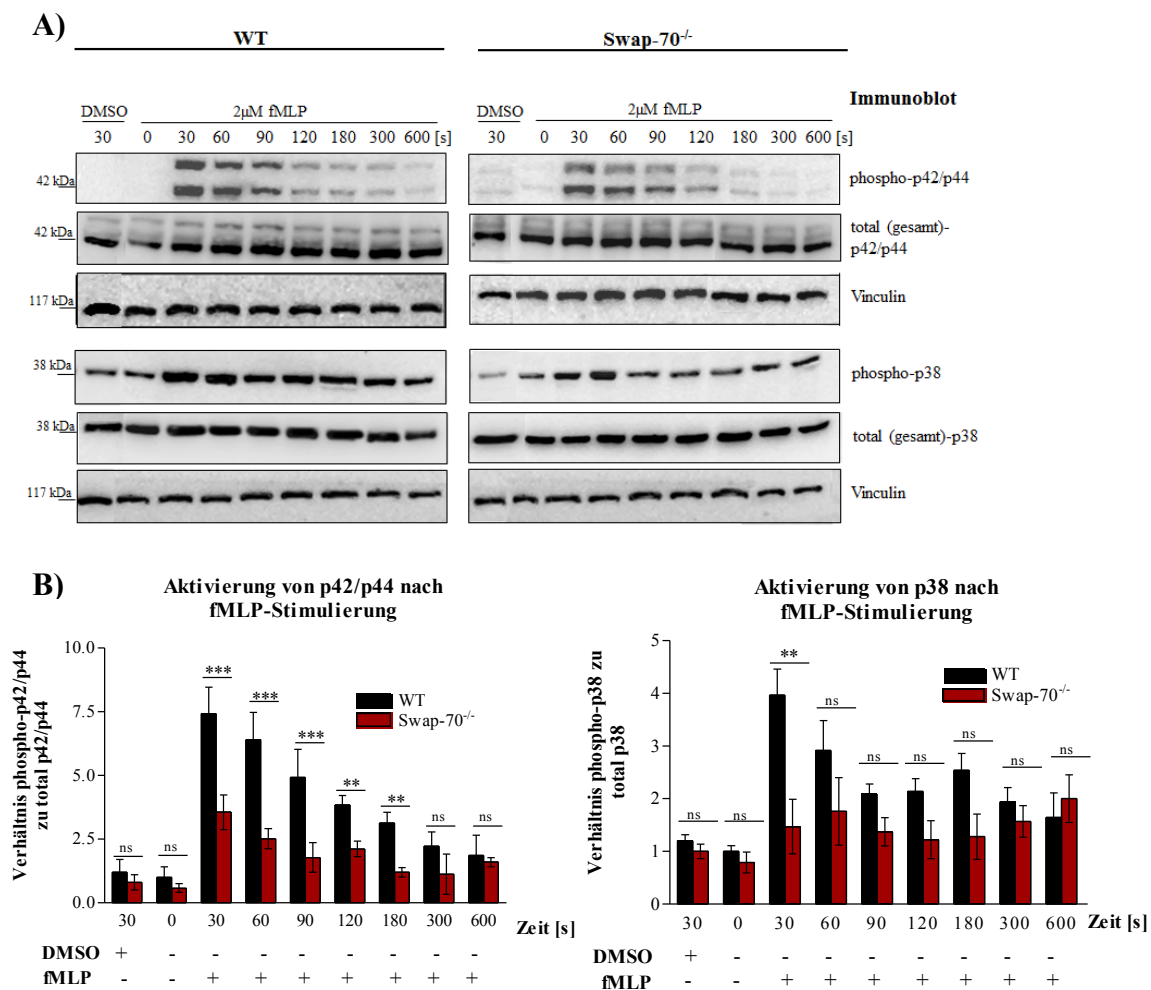 A)
WT
Swap-70-/-
DMSO
2µM fMLP
30 0 30 60 90 120 180 300 600 [s]
DMSO
2µM fMLP
30 0 30 60 90 120 180 300 600 [s]
Immunoblot
42 kDa
phospho-p42/p44
42 kDa
total (gesamt)-
p42/p44
117 kDa
Vinculin
38 kDa
phospho-p38
38 kDa
total (gesamt)-p38
117 kDa
Vinculin
B)
Aktivierung von p42/p44 nach
fMLP-Stimulierung
Verhältnis phospho-p42/p44
zu total p42/p44
10.0
7.5
5.0
2.5
0.0
ns ns *** *** *** ** ** ns ns
WT
Swap-70-/-
30 0 30 60 90 120 180 300 600 Zeit [s]
DMSO + - - - - - - - -
fMLP - - + + + + + + +
Aktivierung von p38 nach
fMLP-Stimulierung
Verhältnis phospho-p38 zu
total p38
5
4
3
2
1
0
ns ns ** ns ns ns ns ns ns
WT
Swap-70-/-
30 0 30 60 90 120 180 300 600 Zeit [s]
DMSO + - - - - - - - -
fMLP - - + + + + + + +